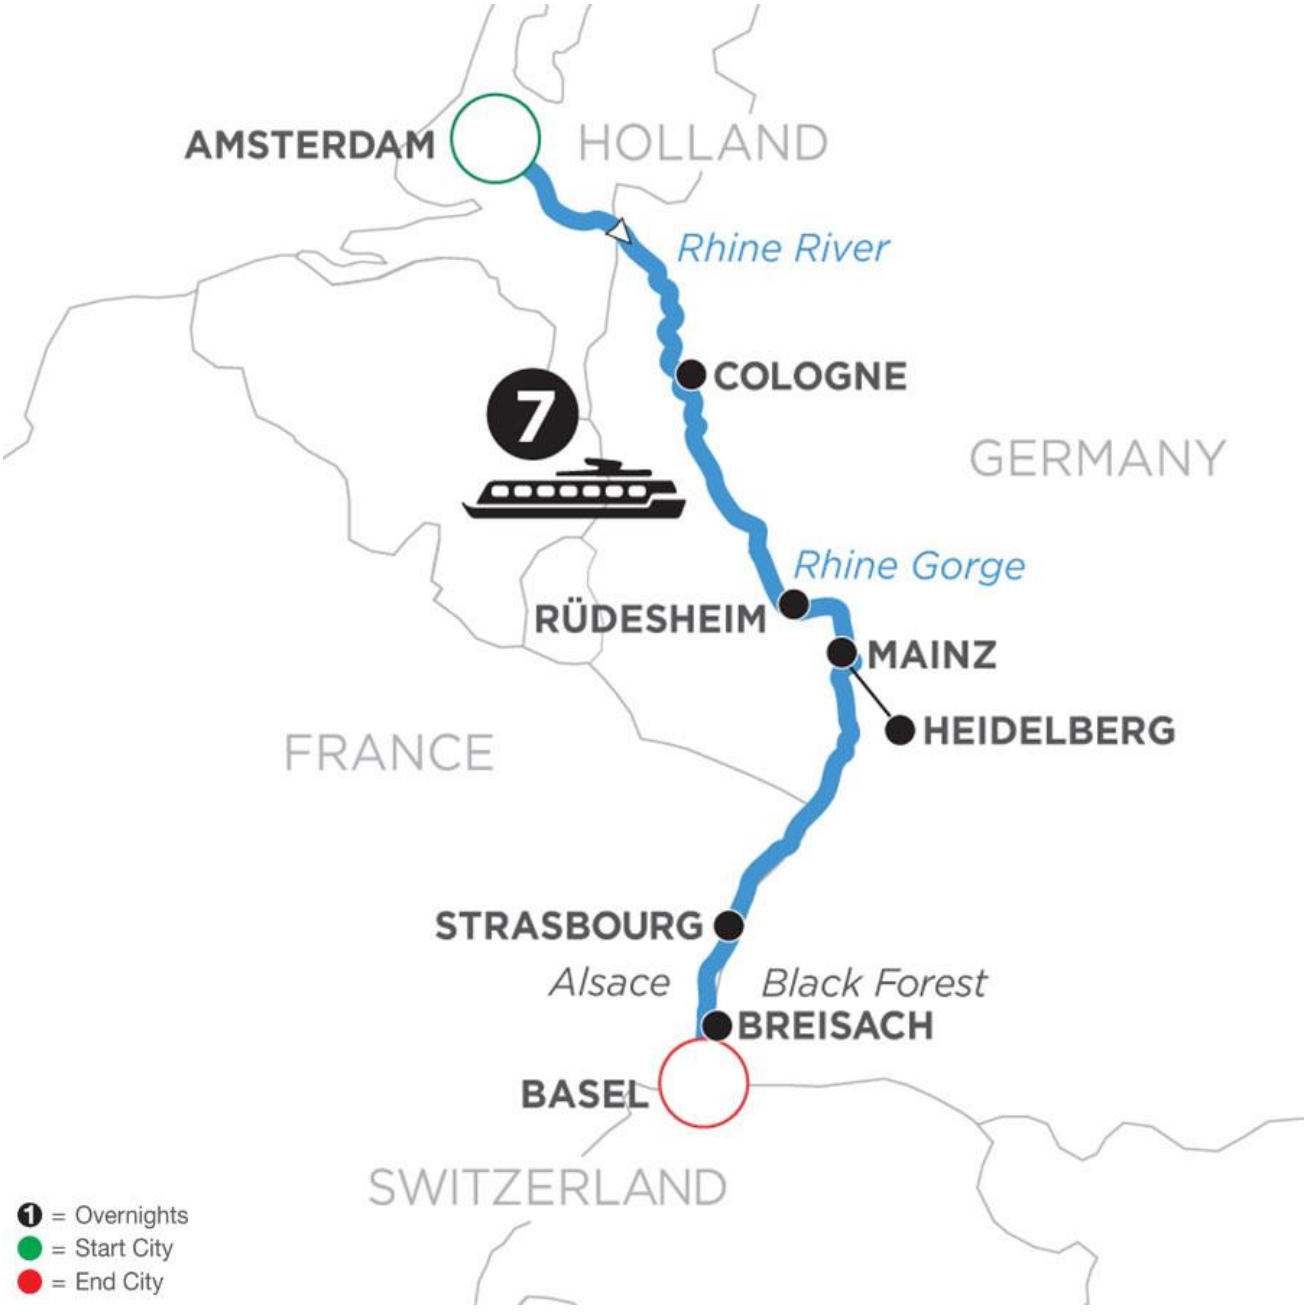 AMSTERDAM
HOLLAND
Rhine River
COLOGNE
7
GERMANY
Rhine Gorge
RÜDESHEIM
MAINZ
HEIDELBERG
FRANCE
STRASBOURG
Alsace
Black Forest
BREISACH
BASEL
SWITZERLAND
1 = Overnights
= Start City
= End City